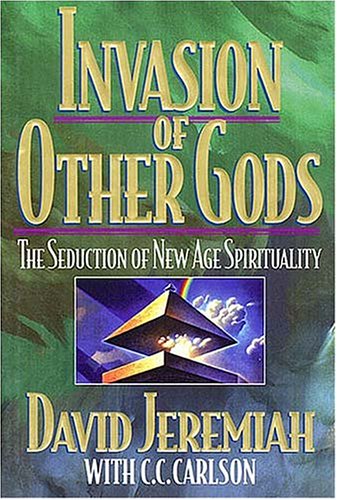 INVASION
OF
OTHER GODS
THE SEDUCTION OF NEW AGE SPIRITUALITY
DAVID JEREMIAH
WITH C.C. CARLSON